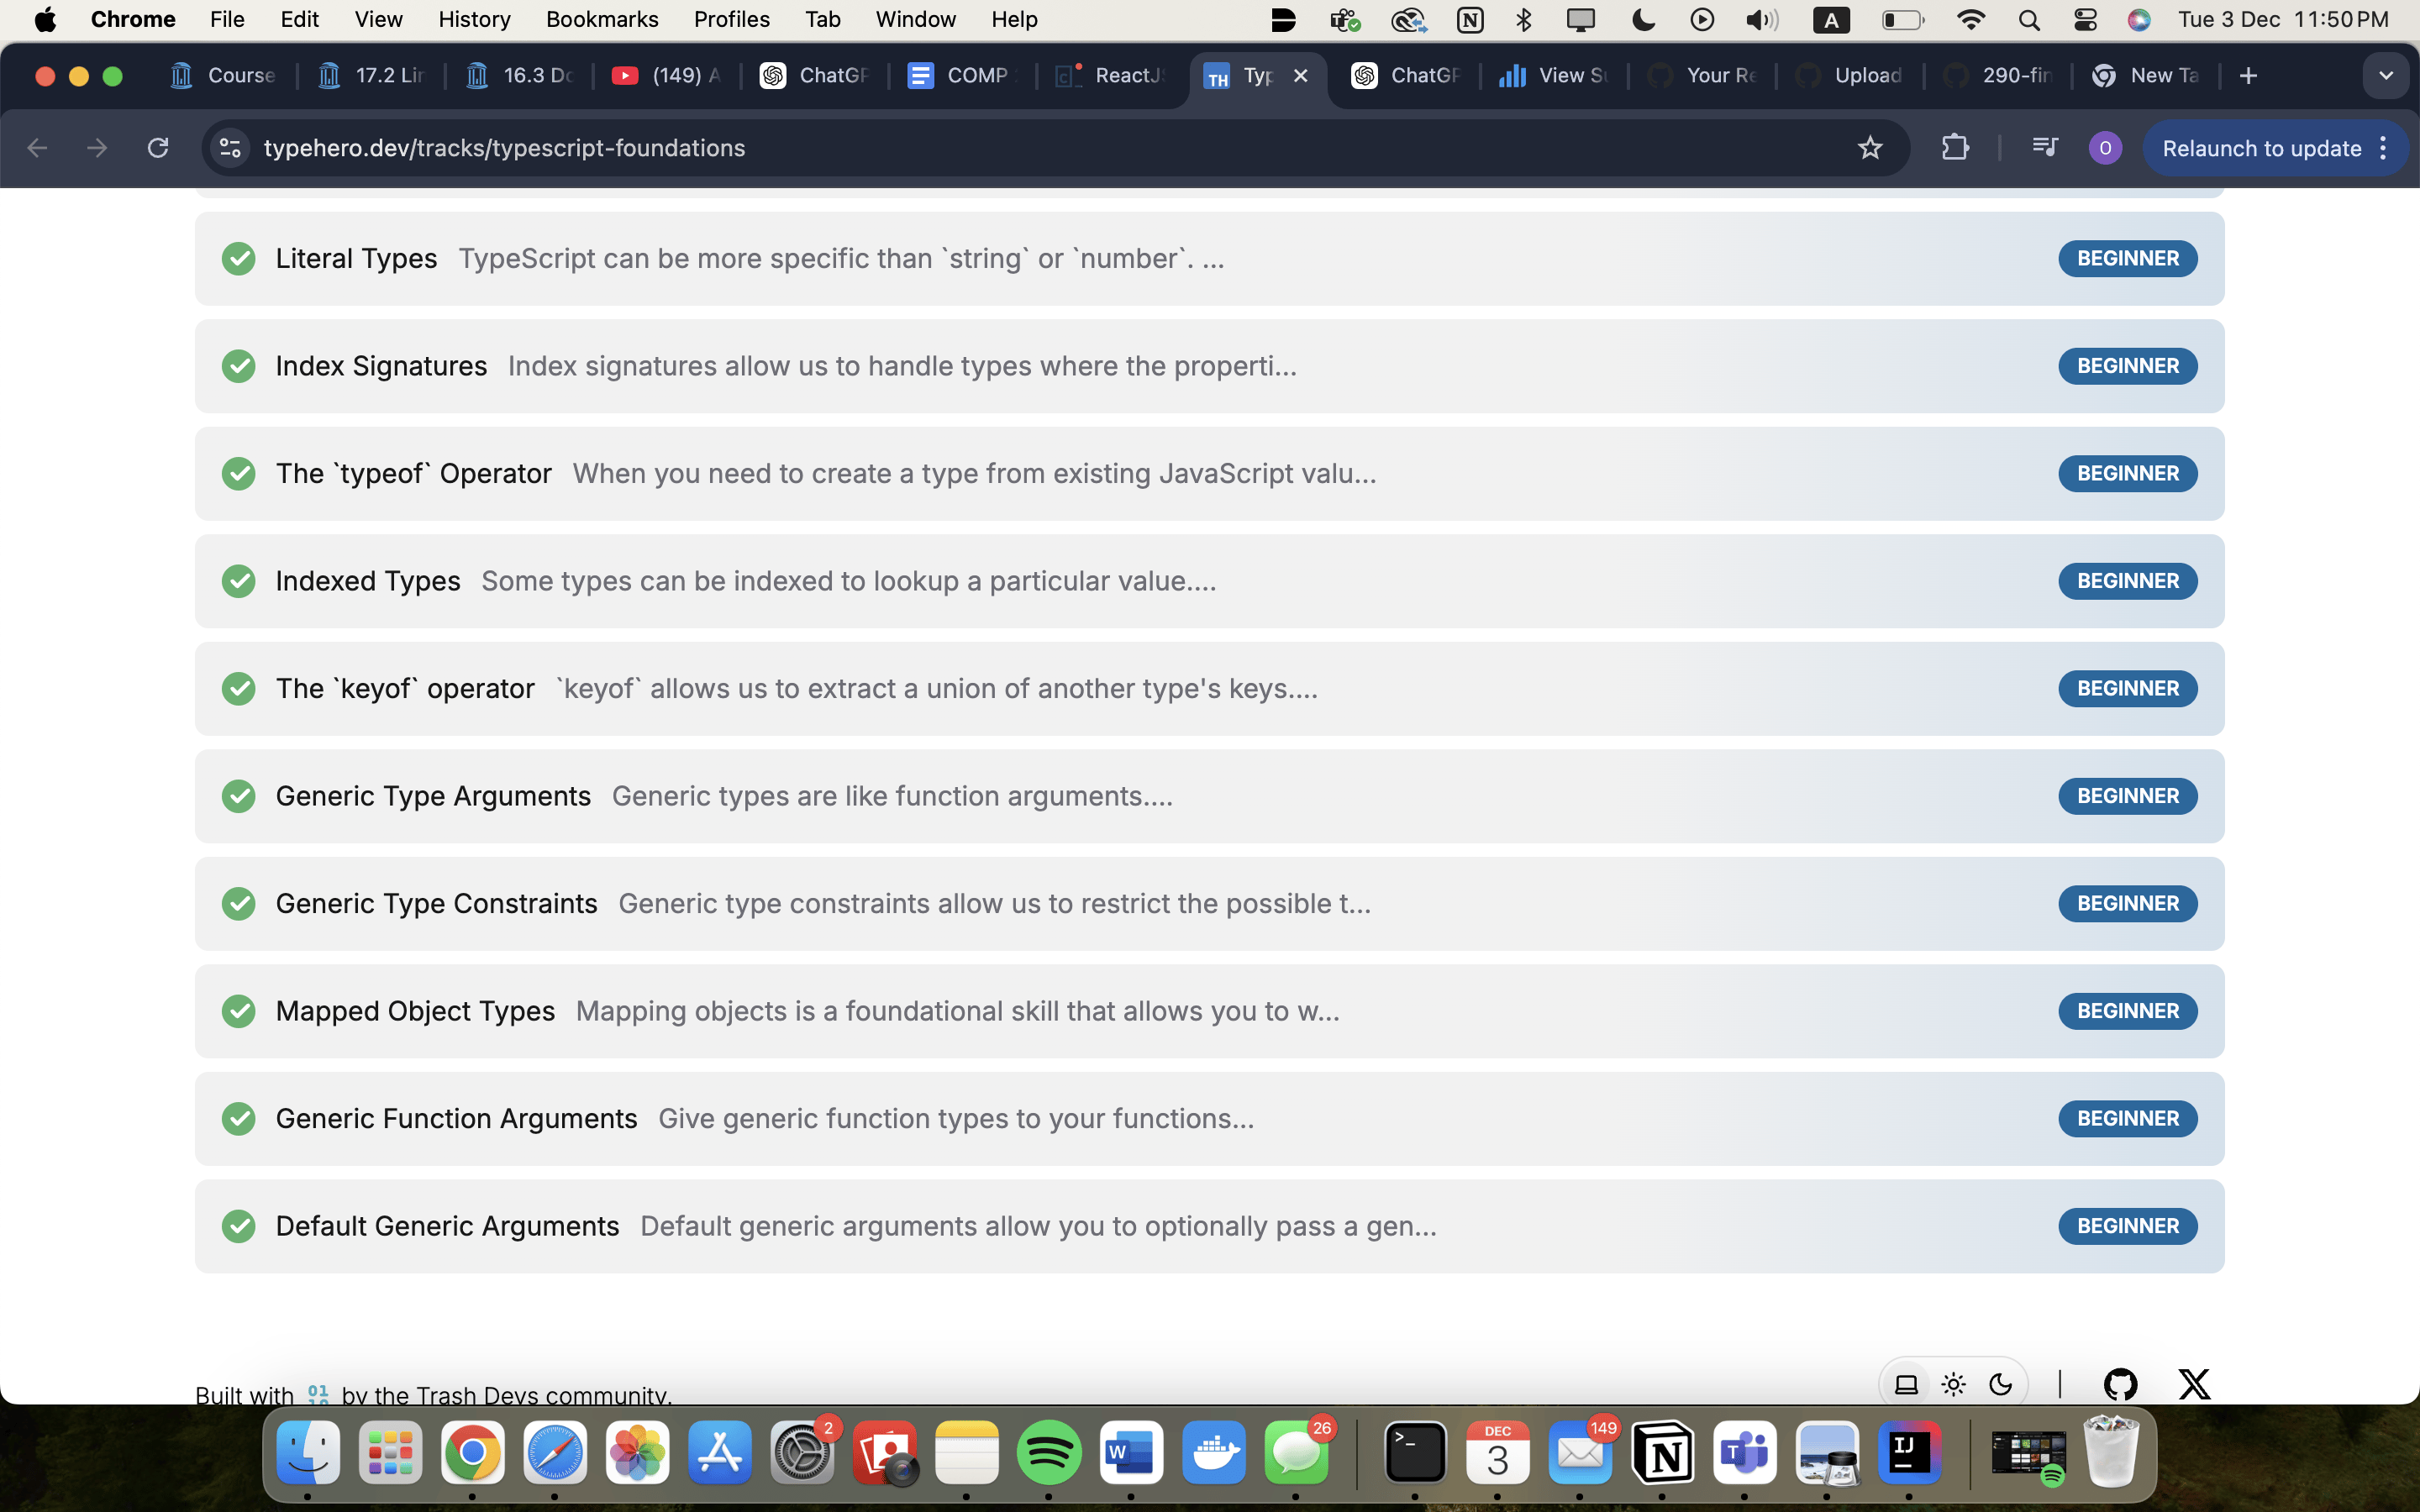 Chrome File Edit View History Bookmarks Profiles Tab Window Help A Tue 3 Dec 11:50 PM
Course 17.2 Lir 16.3 Do (149) A ChatGP COMP ReactJS TH Typ ChatGP View Su Your Re Upload 290-fin New Ta
typehero.dev/tracks/typescript-foundations O Relaunch to update
Literal Types TypeScript can be more specific than `string` or `number`. ... BEGINNER
Index Signatures Index signatures allow us to handle types where the properti... BEGINNER
The `typeof` Operator When you need to create a type from existing JavaScript valu... BEGINNER
Indexed Types Some types can be indexed to lookup a particular value.... BEGINNER
The `keyof` operator `keyof` allows us to extract a union of another type's keys.... BEGINNER
Generic Type Arguments Generic types are like function arguments.... BEGINNER
Generic Type Constraints Generic type constraints allow us to restrict the possible t... BEGINNER
Mapped Object Types Mapping objects is a foundational skill that allows you to w... BEGINNER
Generic Function Arguments Give generic function types to your functions... BEGINNER
Default Generic Arguments Default generic arguments allow you to optionally pass a gen... BEGINNER
Built with by the Trash Devs community.
2 26 DEC 3 149